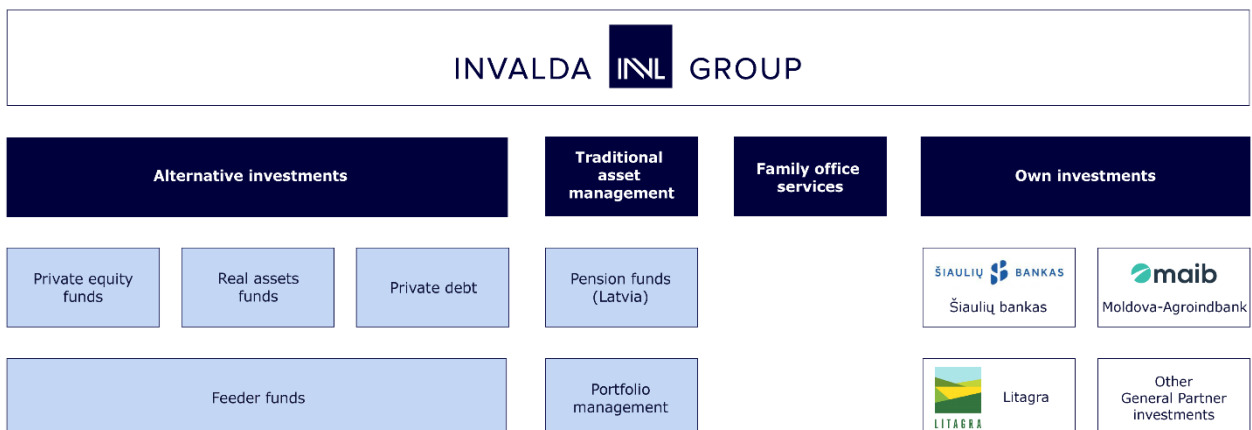 INVALDA INVL GROUP
Alternative investments
Traditional
asset
management
Family office
services
Own investments
Private equity
funds
Real assets
funds
Private debt
Pension funds
(Latvia)
ŠIAULIŲ BANKAS
Šiaulių bankas
maib
Moldova-Agroindbank
Feeder funds
Portfolio
management
LITAGRA
Litagra
Other
General Partner
investments